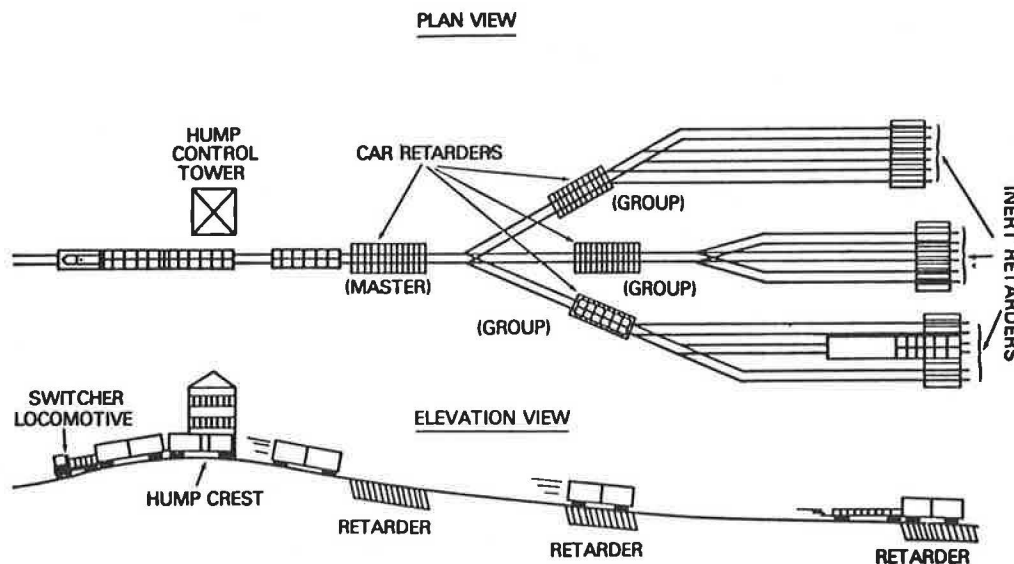 PLAN VIEW
HUMP
CONTROL
TOWER
CAR RETARDERS
(GROUP)
(MASTER)
(GROUP)
(GROUP)
INERT RETARDERS
SWITCHER
LOCOMOTIVE
ELEVATION VIEW
HUMP CREST
RETARDER
RETARDER
RETARDER